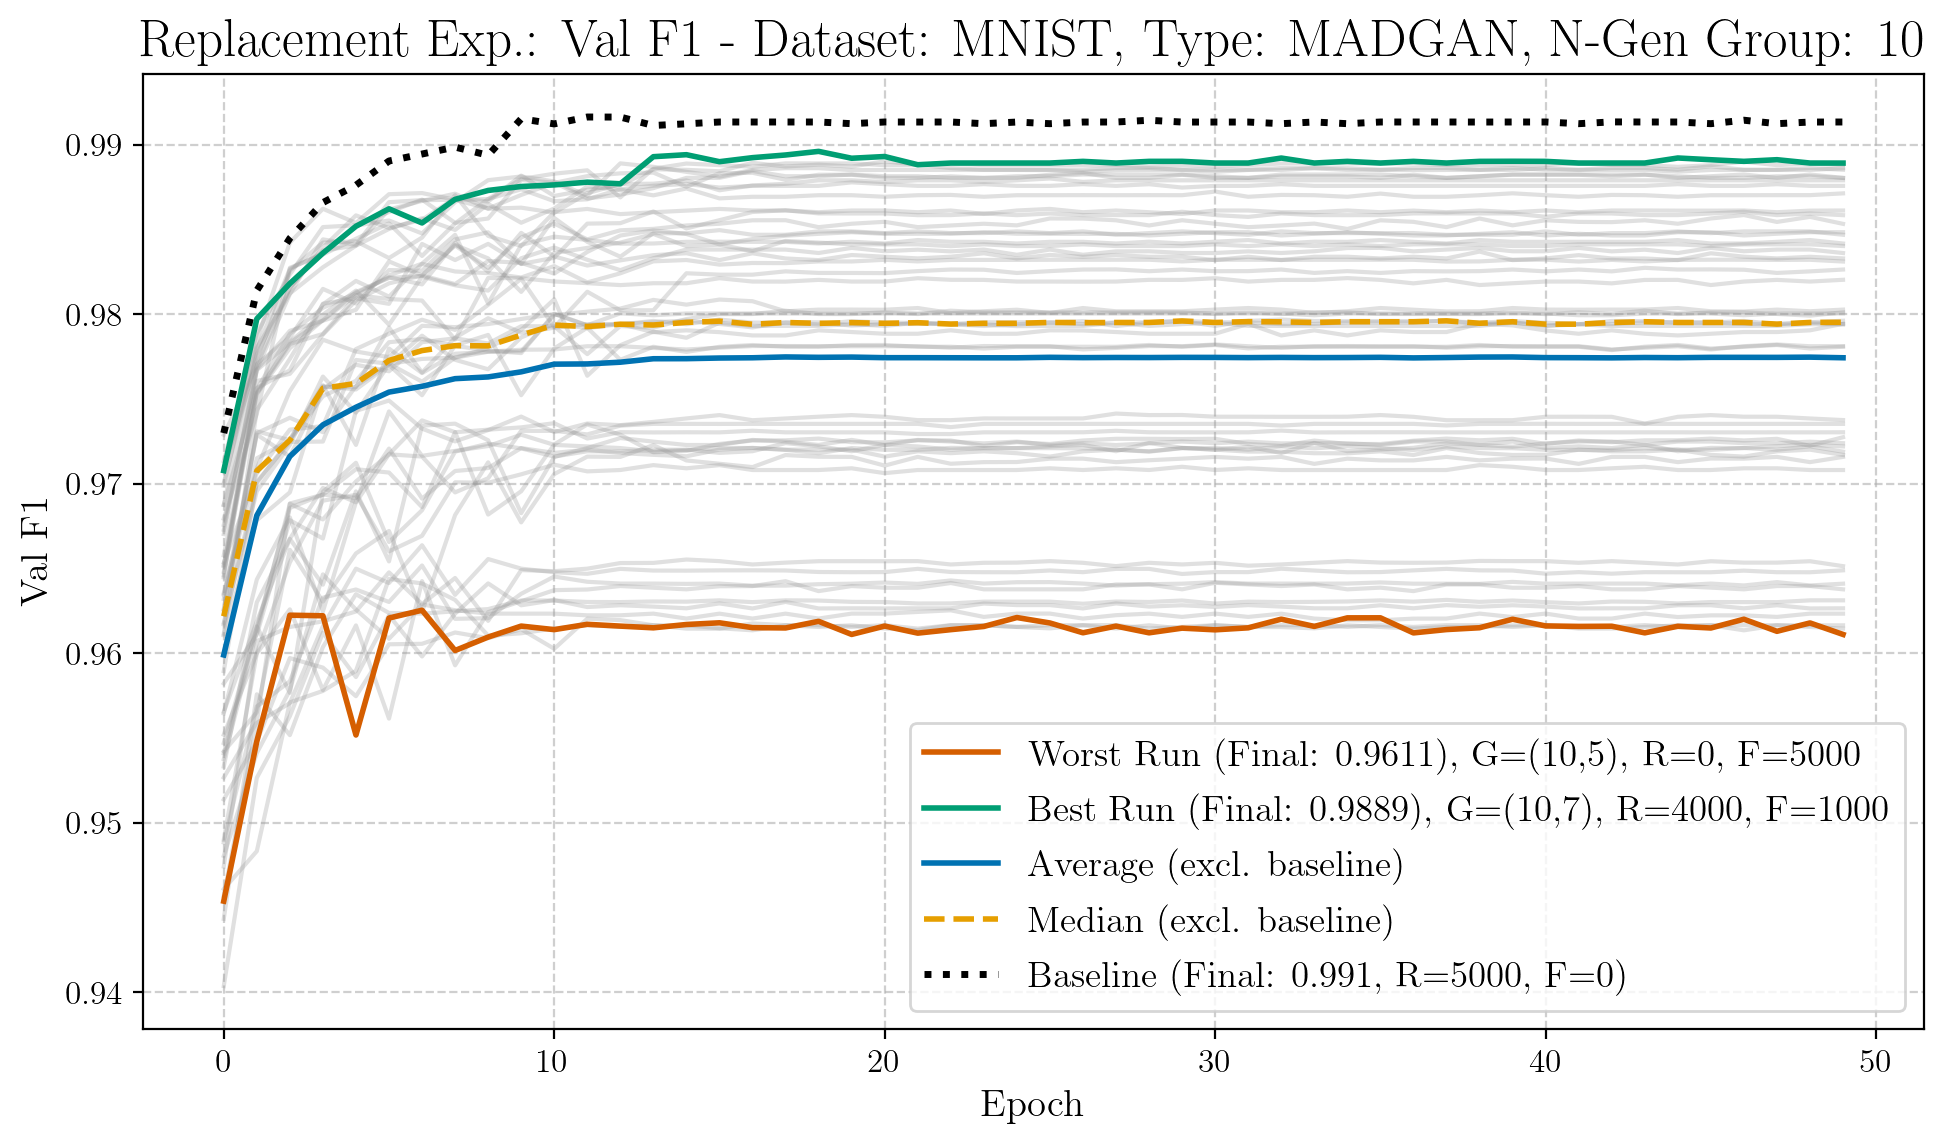 Replacement Exp.: Val F1 - Dataset: MNIST, Type: MADGAN, N-Gen Group: 10
Val F1
0.99
0.98
0.97
0.96
0.95
0.94
Worst Run (Final: 0.9611), G=(10,5), R=0, F=5000
Best Run (Final: 0.9889), G=(10,7), R=4000, F=1000
Average (excl. baseline)
Median (excl. baseline)
Baseline (Final: 0.991, R=5000, F=0)
0 10 20 30 40 50
Epoch